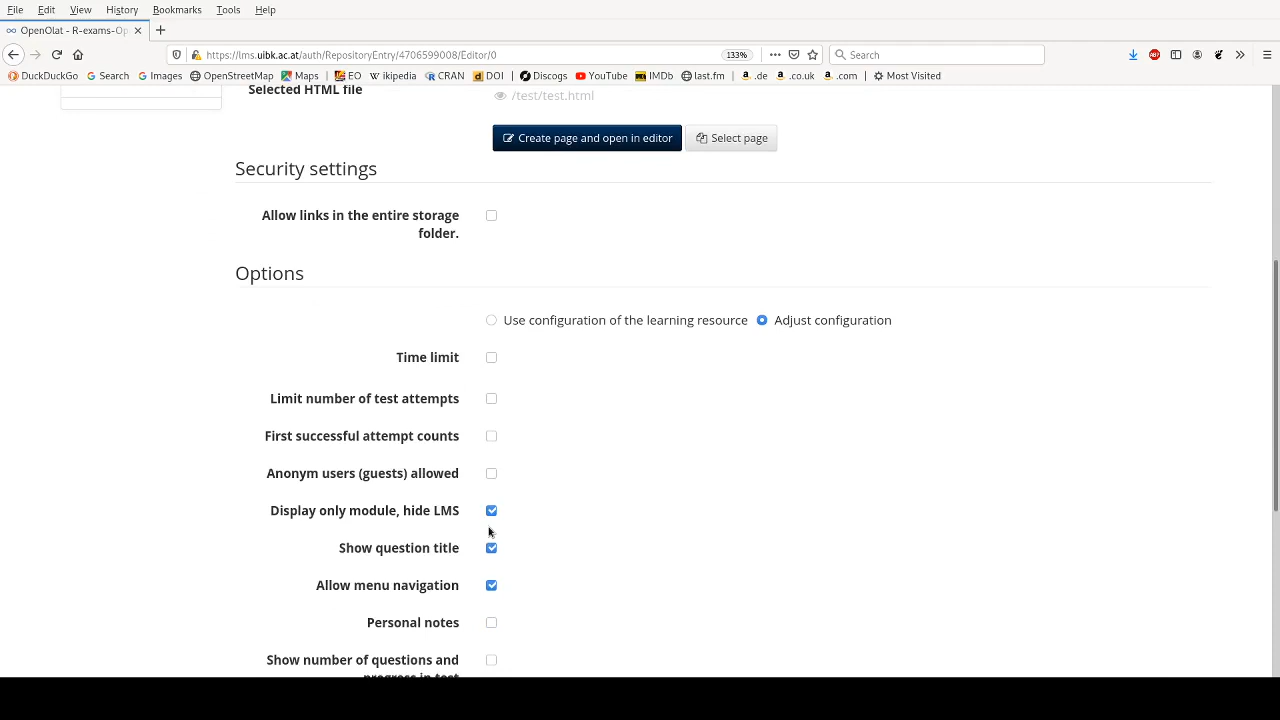 File Edit View History Bookmarks Tools Help
OpenOlat - R-exams-Op
https://lms.uibk.ac.at/auth/RepositoryEntry/4706599008/Editor/0 133% Search ABP
DuckDuckGo Search Images OpenStreetMap Maps EO Wikipedia CRAN DOI Discogs YouTube IMDb last.fm .de .co.uk .com Most Visited
Selected HTML file /test/test.html
Create page and open in editor Select page
Security settings
Allow links in the entire storage
folder.
Options
Use configuration of the learning resource Adjust configuration
Time limit
Limit number of test attempts
First successful attempt counts
Anonym users (guests) allowed
Display only module, hide LMS
Show question title
Allow menu navigation
Personal notes
Show number of questions and
progress in test